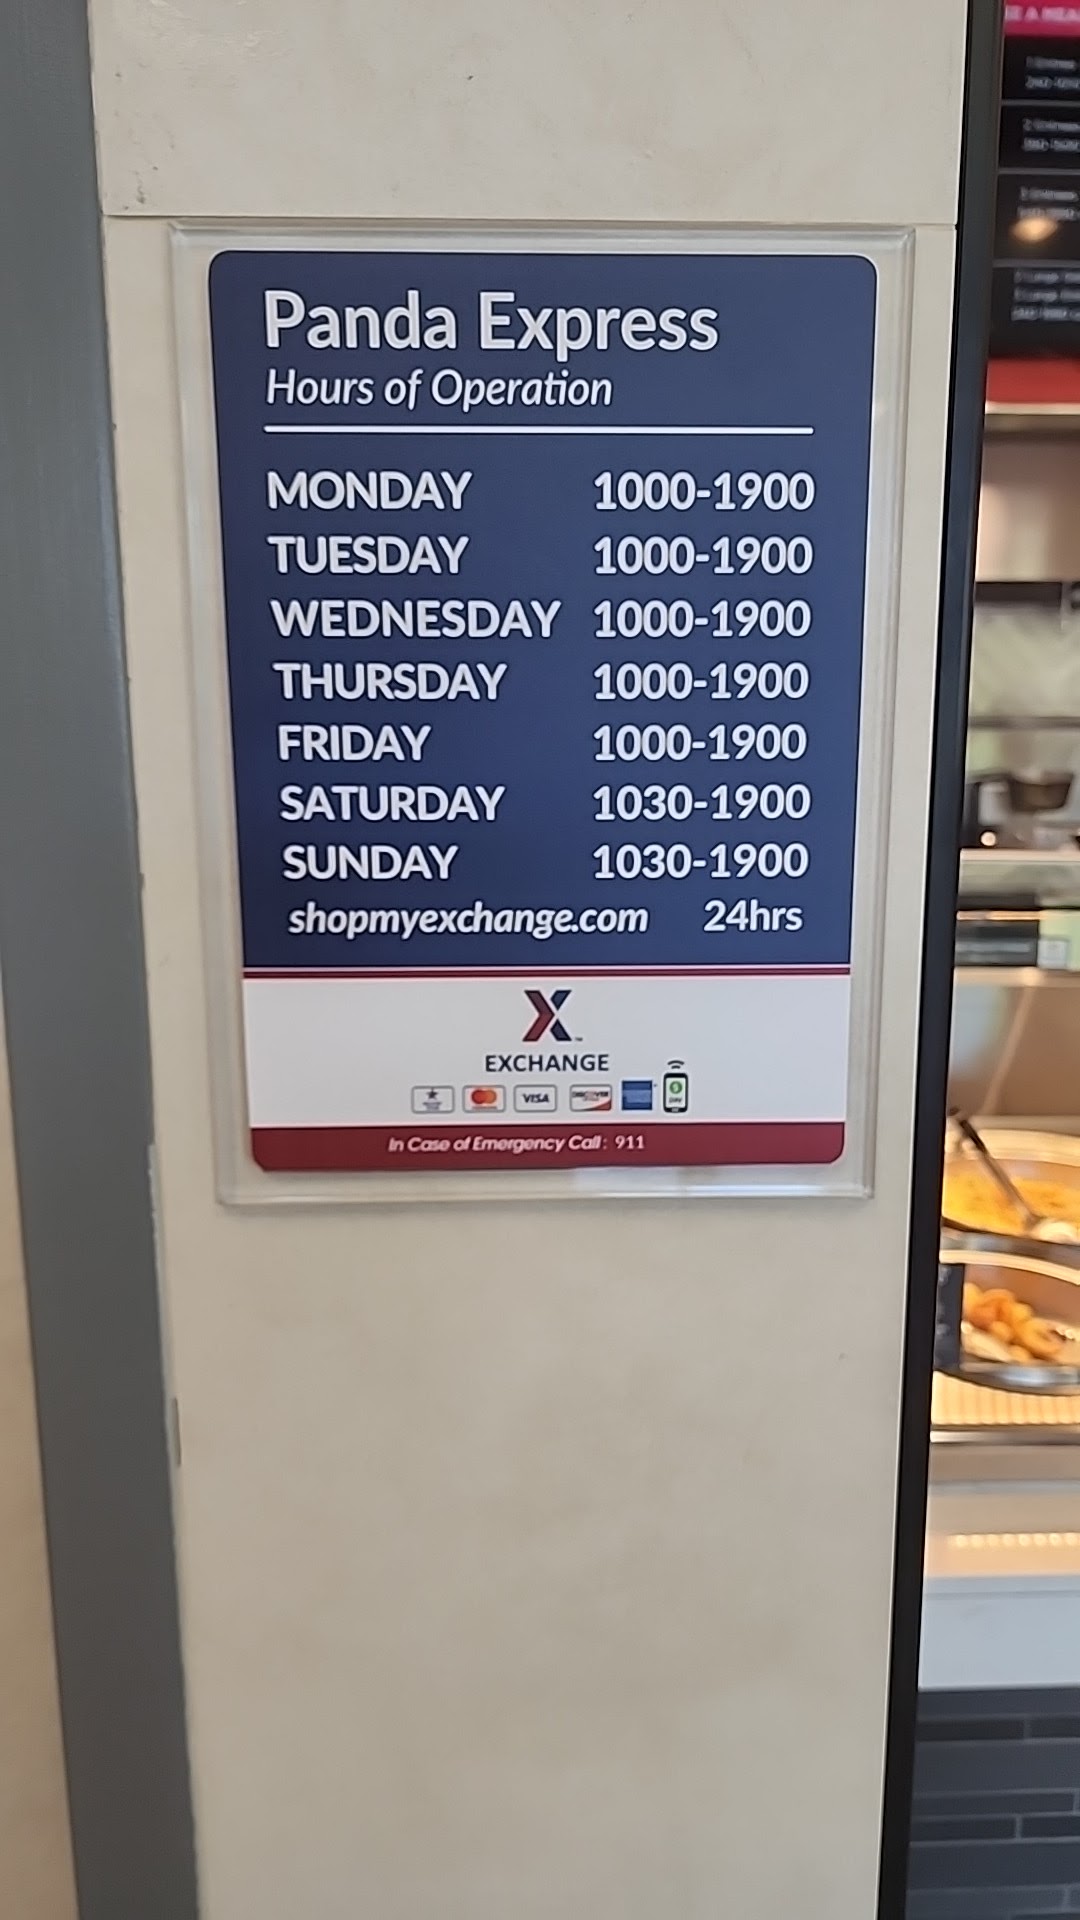 Panda Express
Hours of Operation
MONDAY 1000-1900
TUESDAY 1000-1900
WEDNESDAY 1000-1900
THURSDAY 1000-1900
FRIDAY 1000-1900
SATURDAY 1030-1900
SUNDAY 1030-1900
shopmyexchange.com 24hrs
X
EXCHANGE
VISA DISCOVER
In Case of Emergency Call: 911